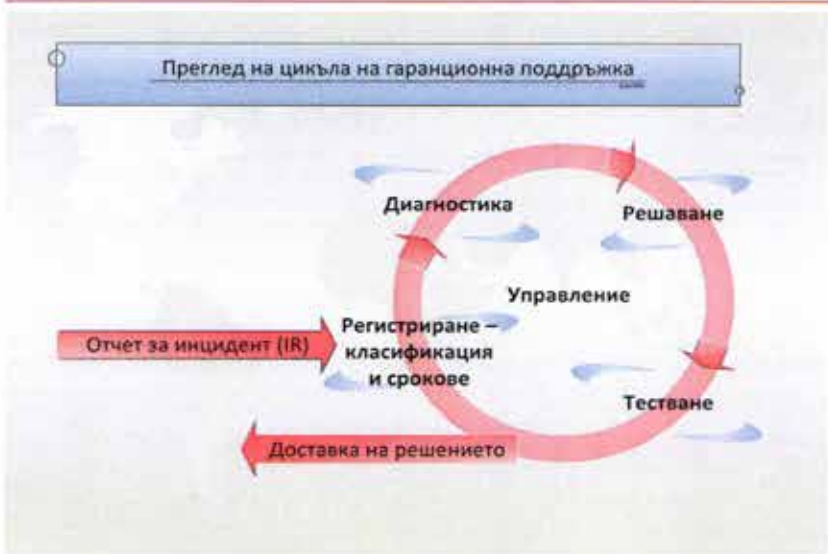 Преглед на цикъла на гаранционна поддръжка
Диагностика
Решаване
Управление
Отчет за инцидент (IR)
Регистриране –
класификация
и срокове
Тестване
Доставка на решението